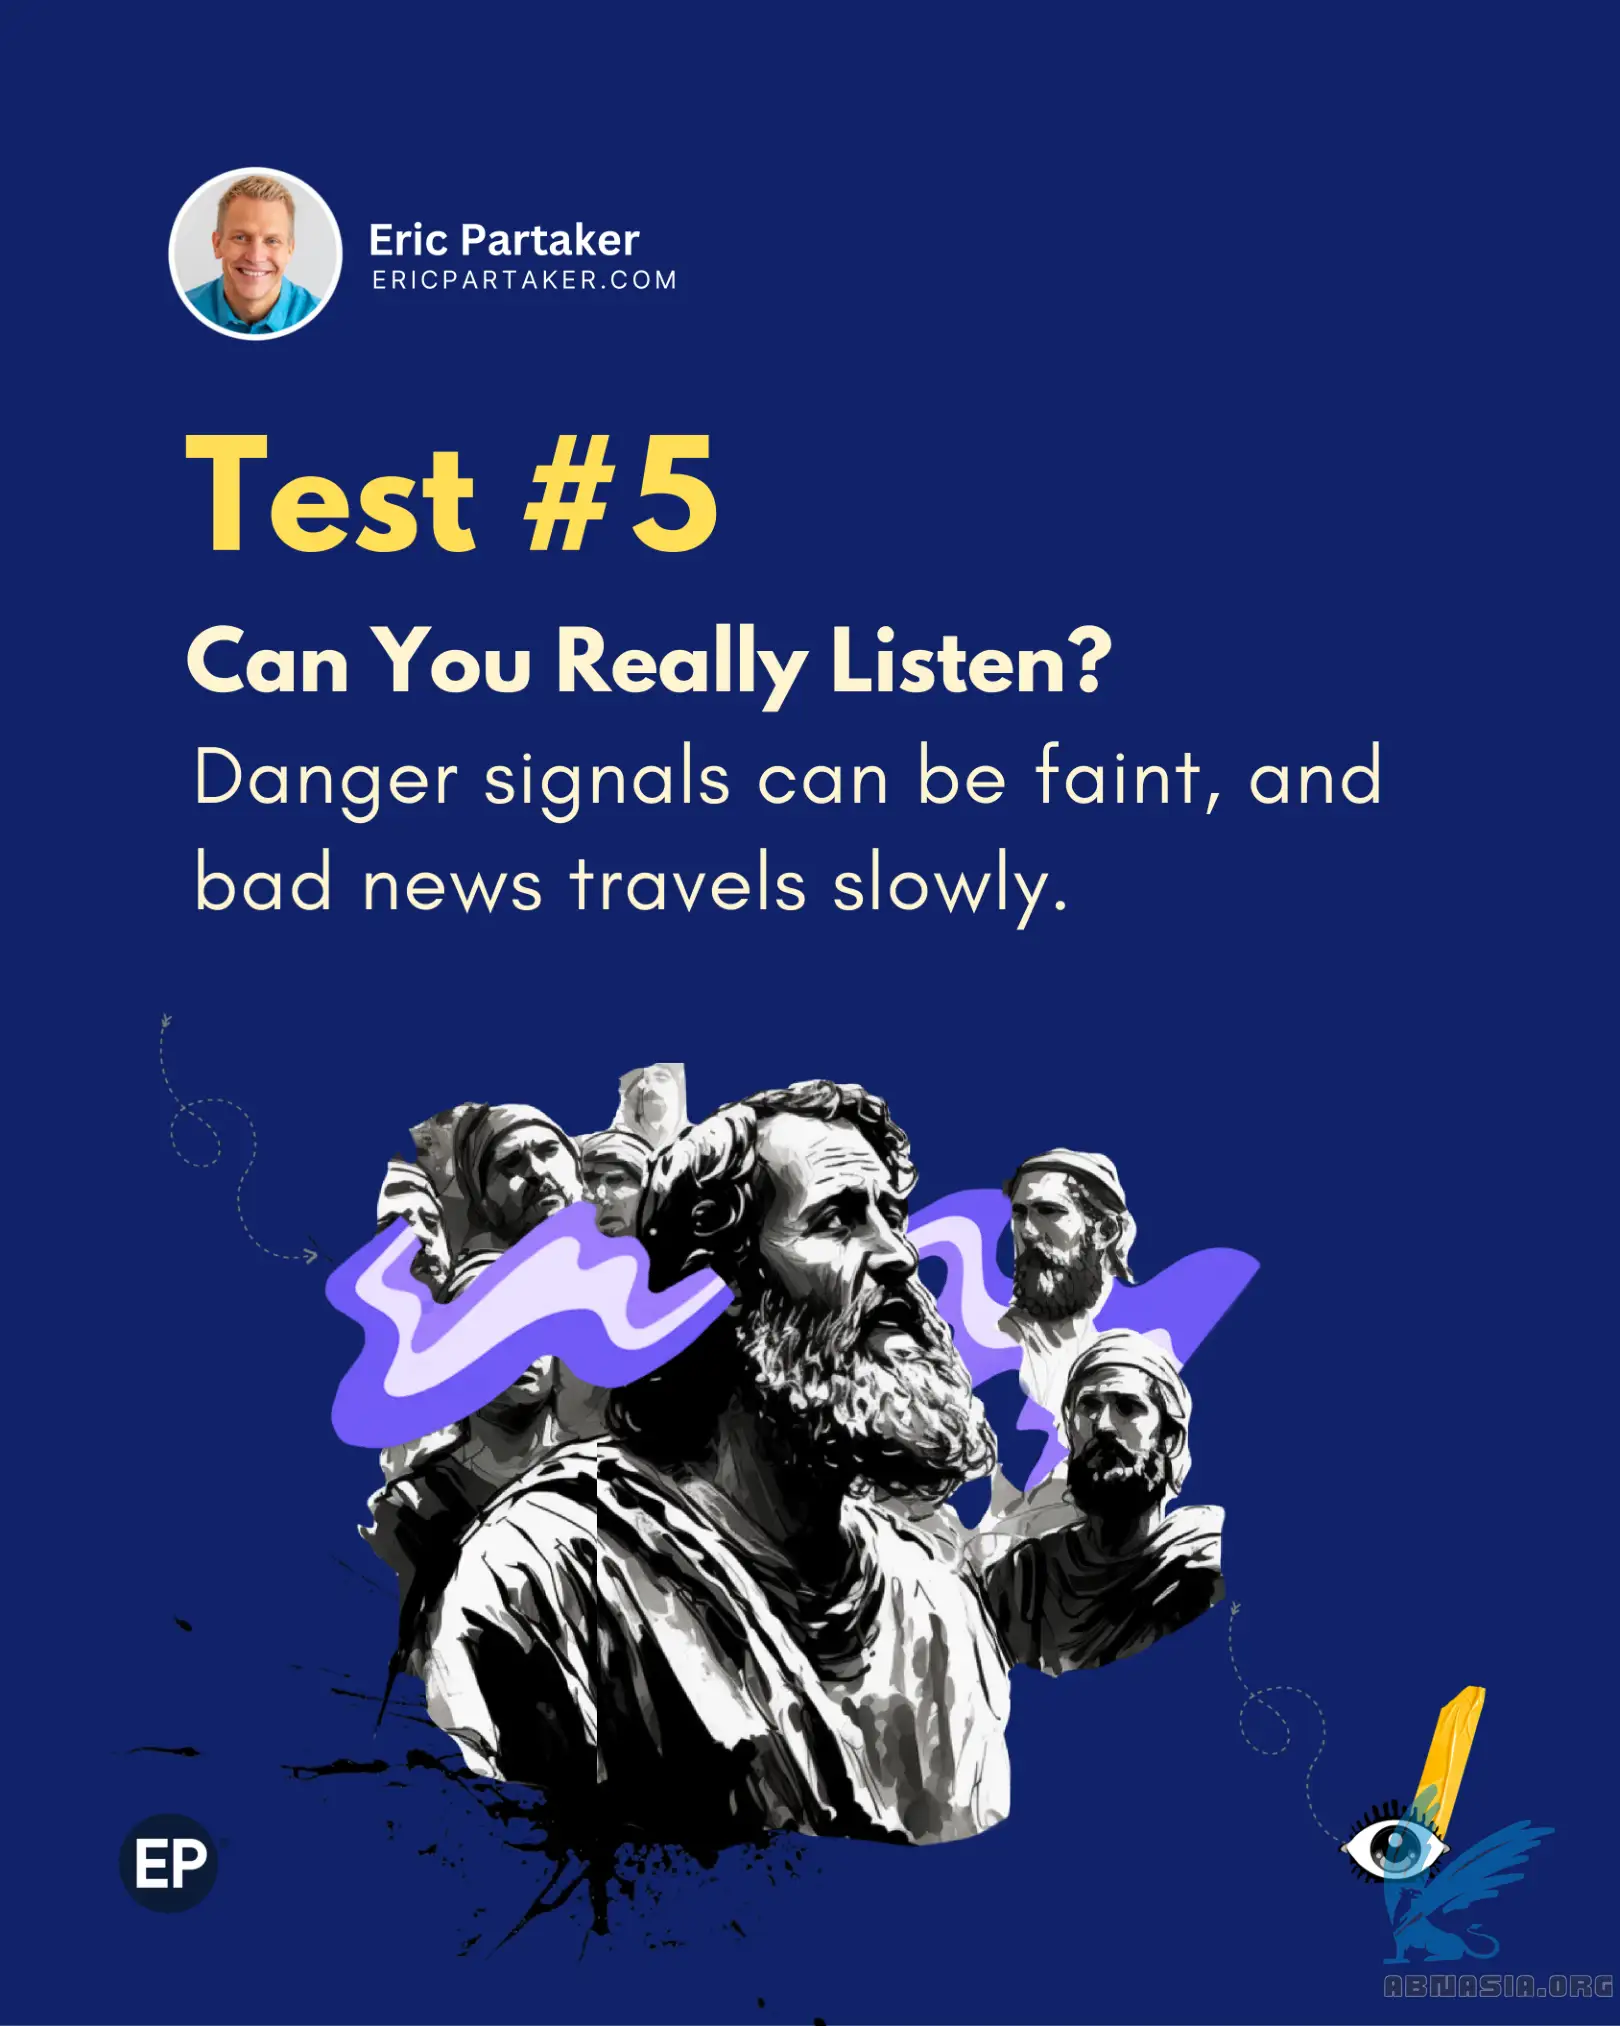 Eric Partaker
ERICPARTAKER.COM
Test #5
Can You Really Listen?
Danger signals can be faint, and
bad news travels slowly.
EP
ABNASIA.ORG